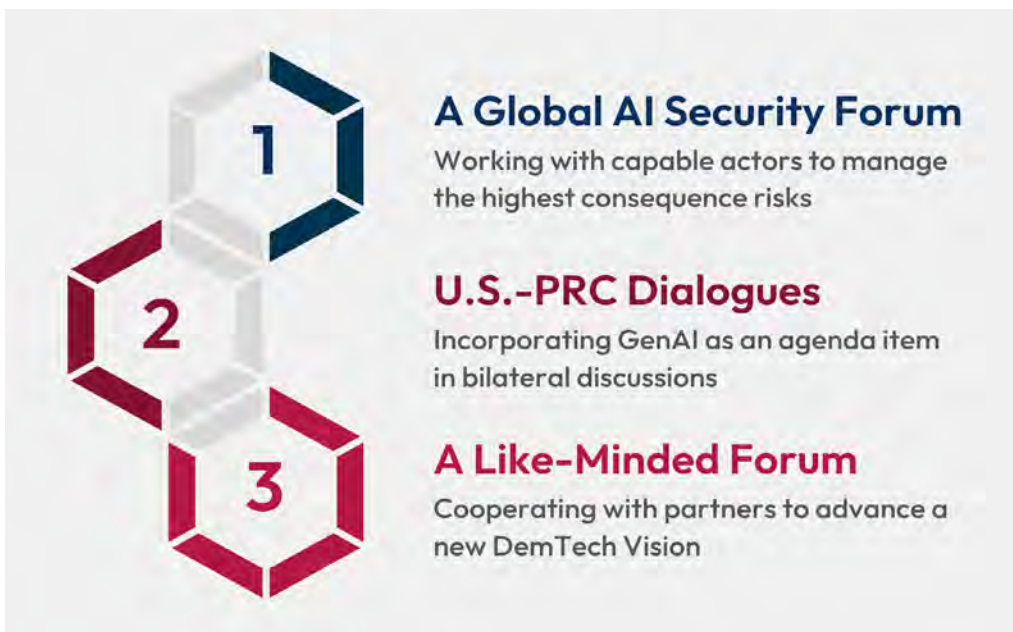 1
A Global AI Security Forum
Working with capable actors to manage
the highest consequence risks
2
U.S.-PRC Dialogues
Incorporating GenAI as an agenda item
in bilateral discussions
3
A Like-Minded Forum
Cooperating with partners to advance a
new DemTech Vision